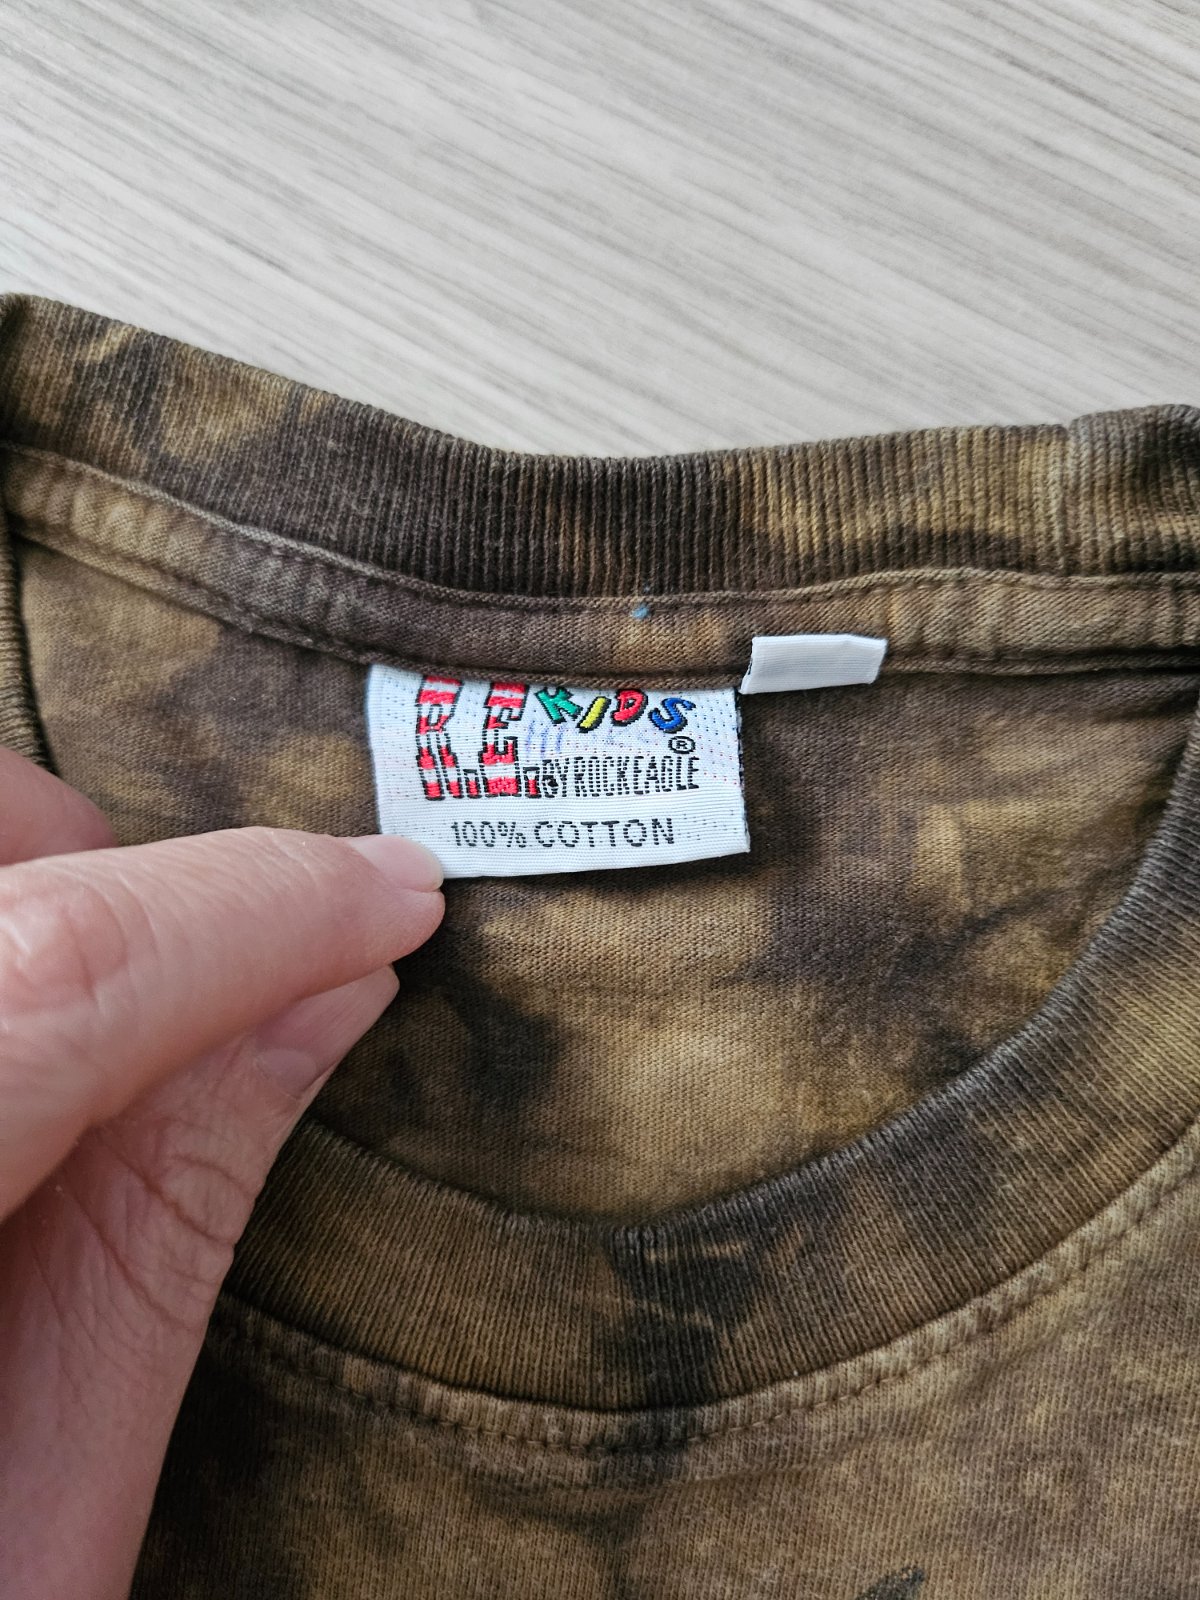 R.E. KIDS
®
BY ROCK EAGLE
100% COTTON